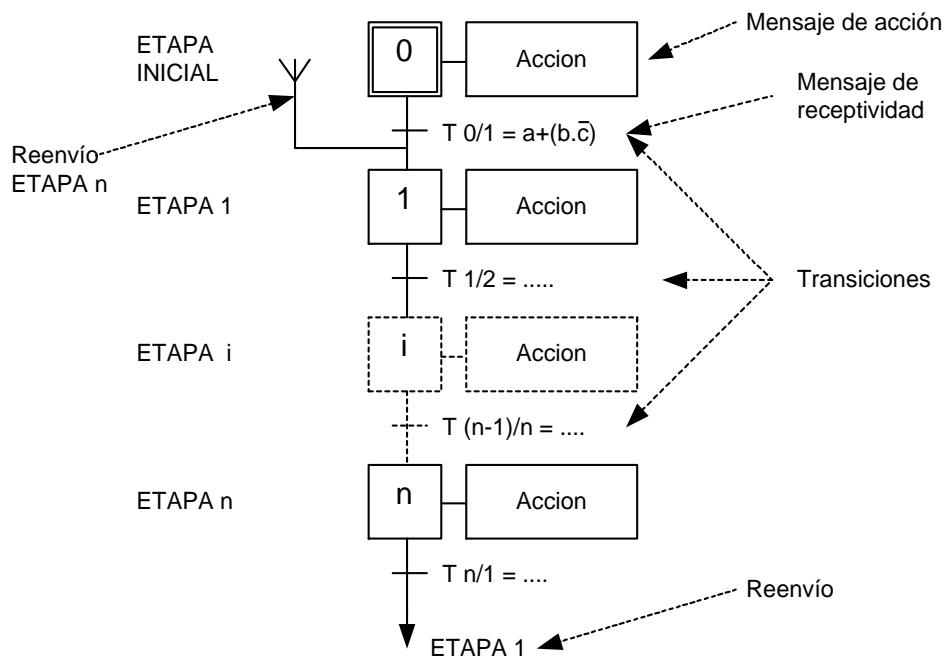 Mensaje de acción
ETAPA
INICIAL
0
Accion
Mensaje de
receptividad
T 0/1 = a+(b.c̅)
Reenvío
ETAPA n
ETAPA 1
1
Accion
T 1/2 = .....
Transiciones
ETAPA i
i
Accion
T (n-1)/n = ....
ETAPA n
n
Accion
T n/1 = ....
Reenvío
ETAPA 1